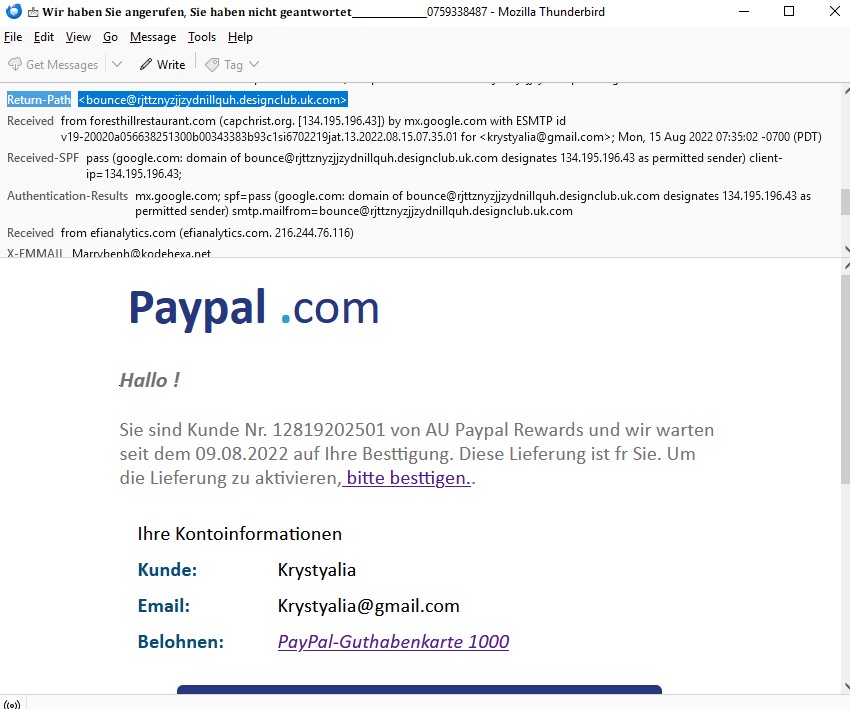 Wir haben Sie angerufen, Sie haben nicht geantwortet_____________0759338487 - Mozilla Thunderbird
File Edit View Go Message Tools Help
Get Messages Write Tag
Return-Path <bounce@rjttznyzjjzydnillquh.designclub.uk.com>
Received from foresthillrestaurant.com (capchrist.org. [134.195.196.43]) by mx.google.com with ESMTP id
v19-20020a056638251300b00343383b93c1si6702219jat.13.2022.08.15.07.35.01 for <krystyalia@gmail.com>; Mon, 15 Aug 2022 07:35:02 -0700 (PDT)
Received-SPF pass (google.com: domain of bounce@rjttznyzjjzydnillquh.designclub.uk.com designates 134.195.196.43 as permitted sender) client-
ip=134.195.196.43;
Authentication-Results mx.google.com; spf=pass (google.com: domain of bounce@rjttznyzjjzydnillquh.designclub.uk.com designates 134.195.196.43 as
permitted sender) smtp.mailfrom=bounce@rjttznyzjjzydnillquh.designclub.uk.com
Received from efianalytics.com (efianalytics.com. 216.244.76.116)
X-EMMAIL Marrybenh@kodehexa.net
Paypal .com
Hallo !
Sie sind Kunde Nr. 12819202501 von AU Paypal Rewards und wir warten
seit dem 09.08.2022 auf Ihre Besttigung. Diese Lieferung ist fr Sie. Um
die Lieferung zu aktivieren, bitte besttigen..
Ihre Kontoinformationen
Kunde: Krystyalia
Email: Krystyalia@gmail.com
Belohnen: PayPal-Guthabenkarte 1000